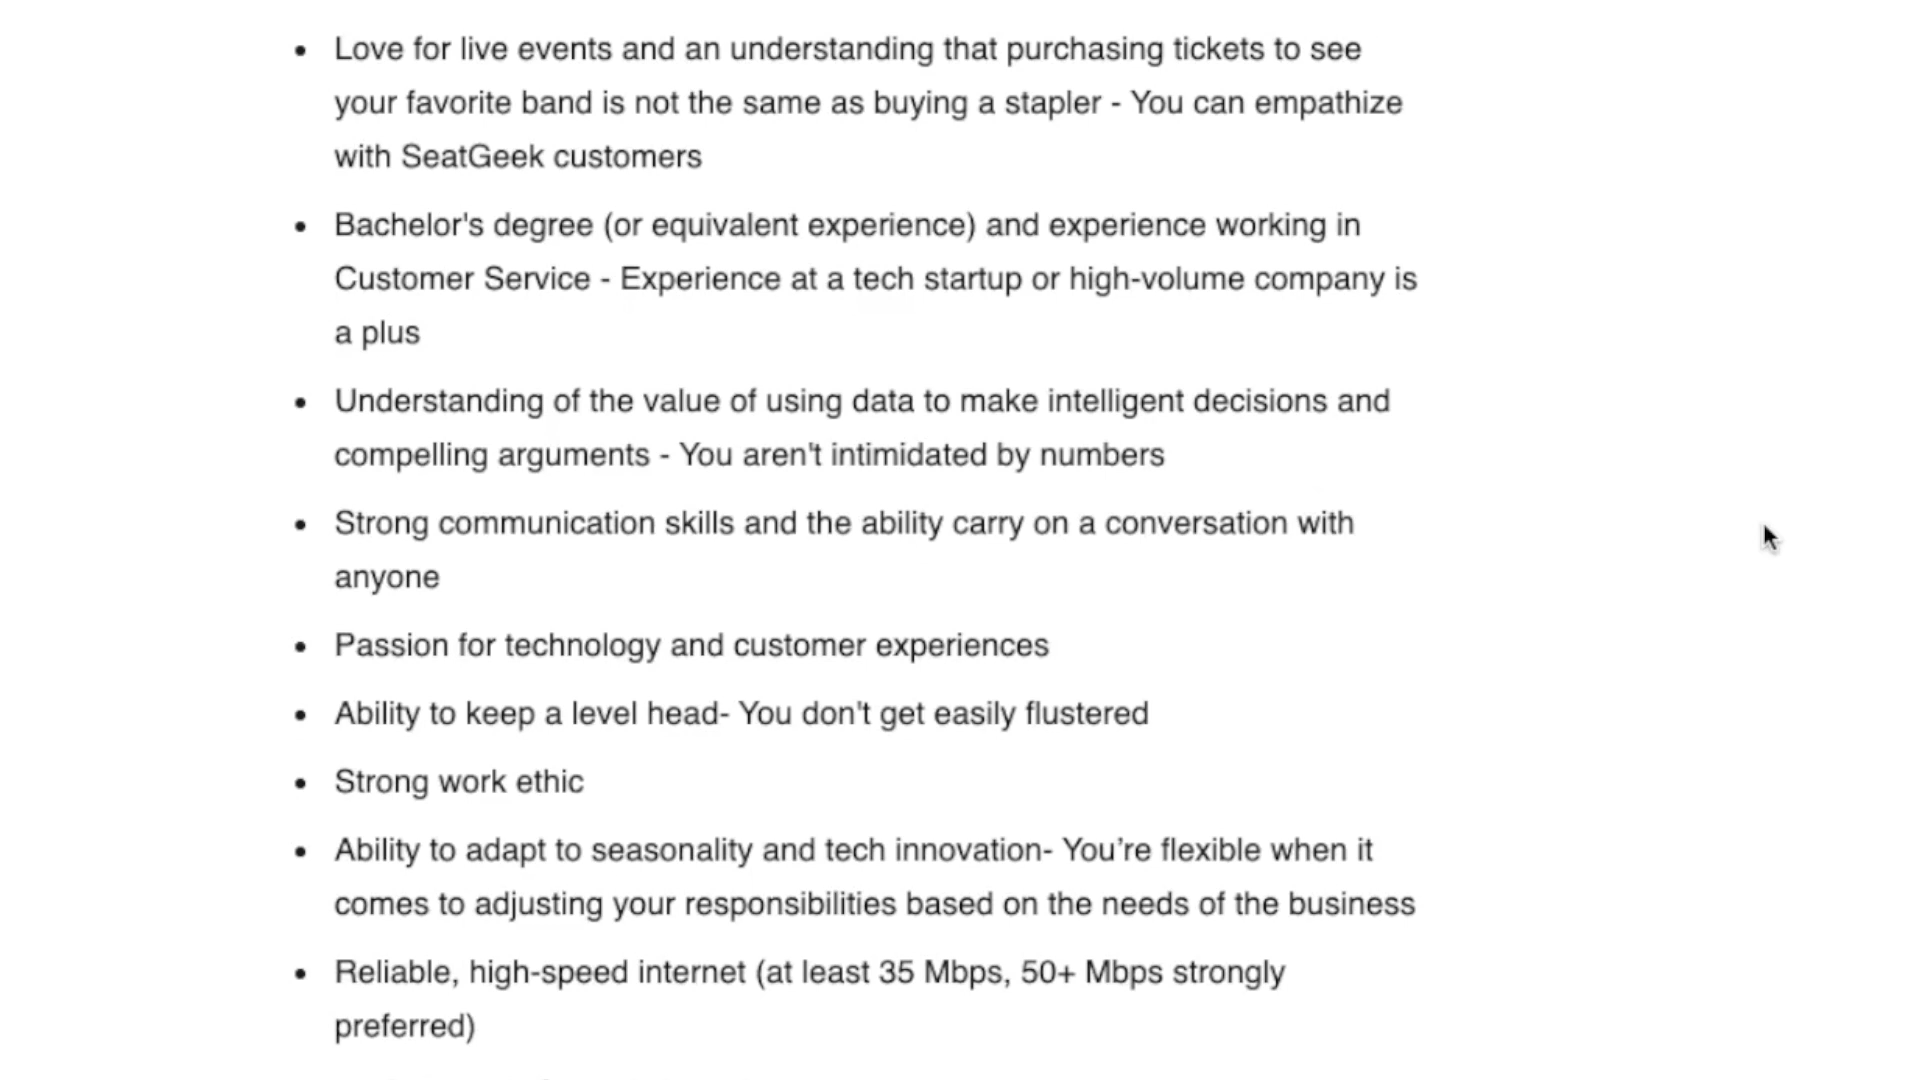 Love for live events and an understanding that purchasing tickets to see
your favorite band is not the same as buying a stapler - You can empathize
with SeatGeek customers
Bachelor's degree (or equivalent experience) and experience working in
Customer Service - Experience at a tech startup or high-volume company is
a plus
Understanding of the value of using data to make intelligent decisions and
compelling arguments - You aren't intimidated by numbers
Strong communication skills and the ability carry on a conversation with
anyone
Passion for technology and customer experiences
Ability to keep a level head- You don't get easily flustered
Strong work ethic
Ability to adapt to seasonality and tech innovation- You’re flexible when it
comes to adjusting your responsibilities based on the needs of the business
Reliable, high-speed internet (at least 35 Mbps, 50+ Mbps strongly
preferred)